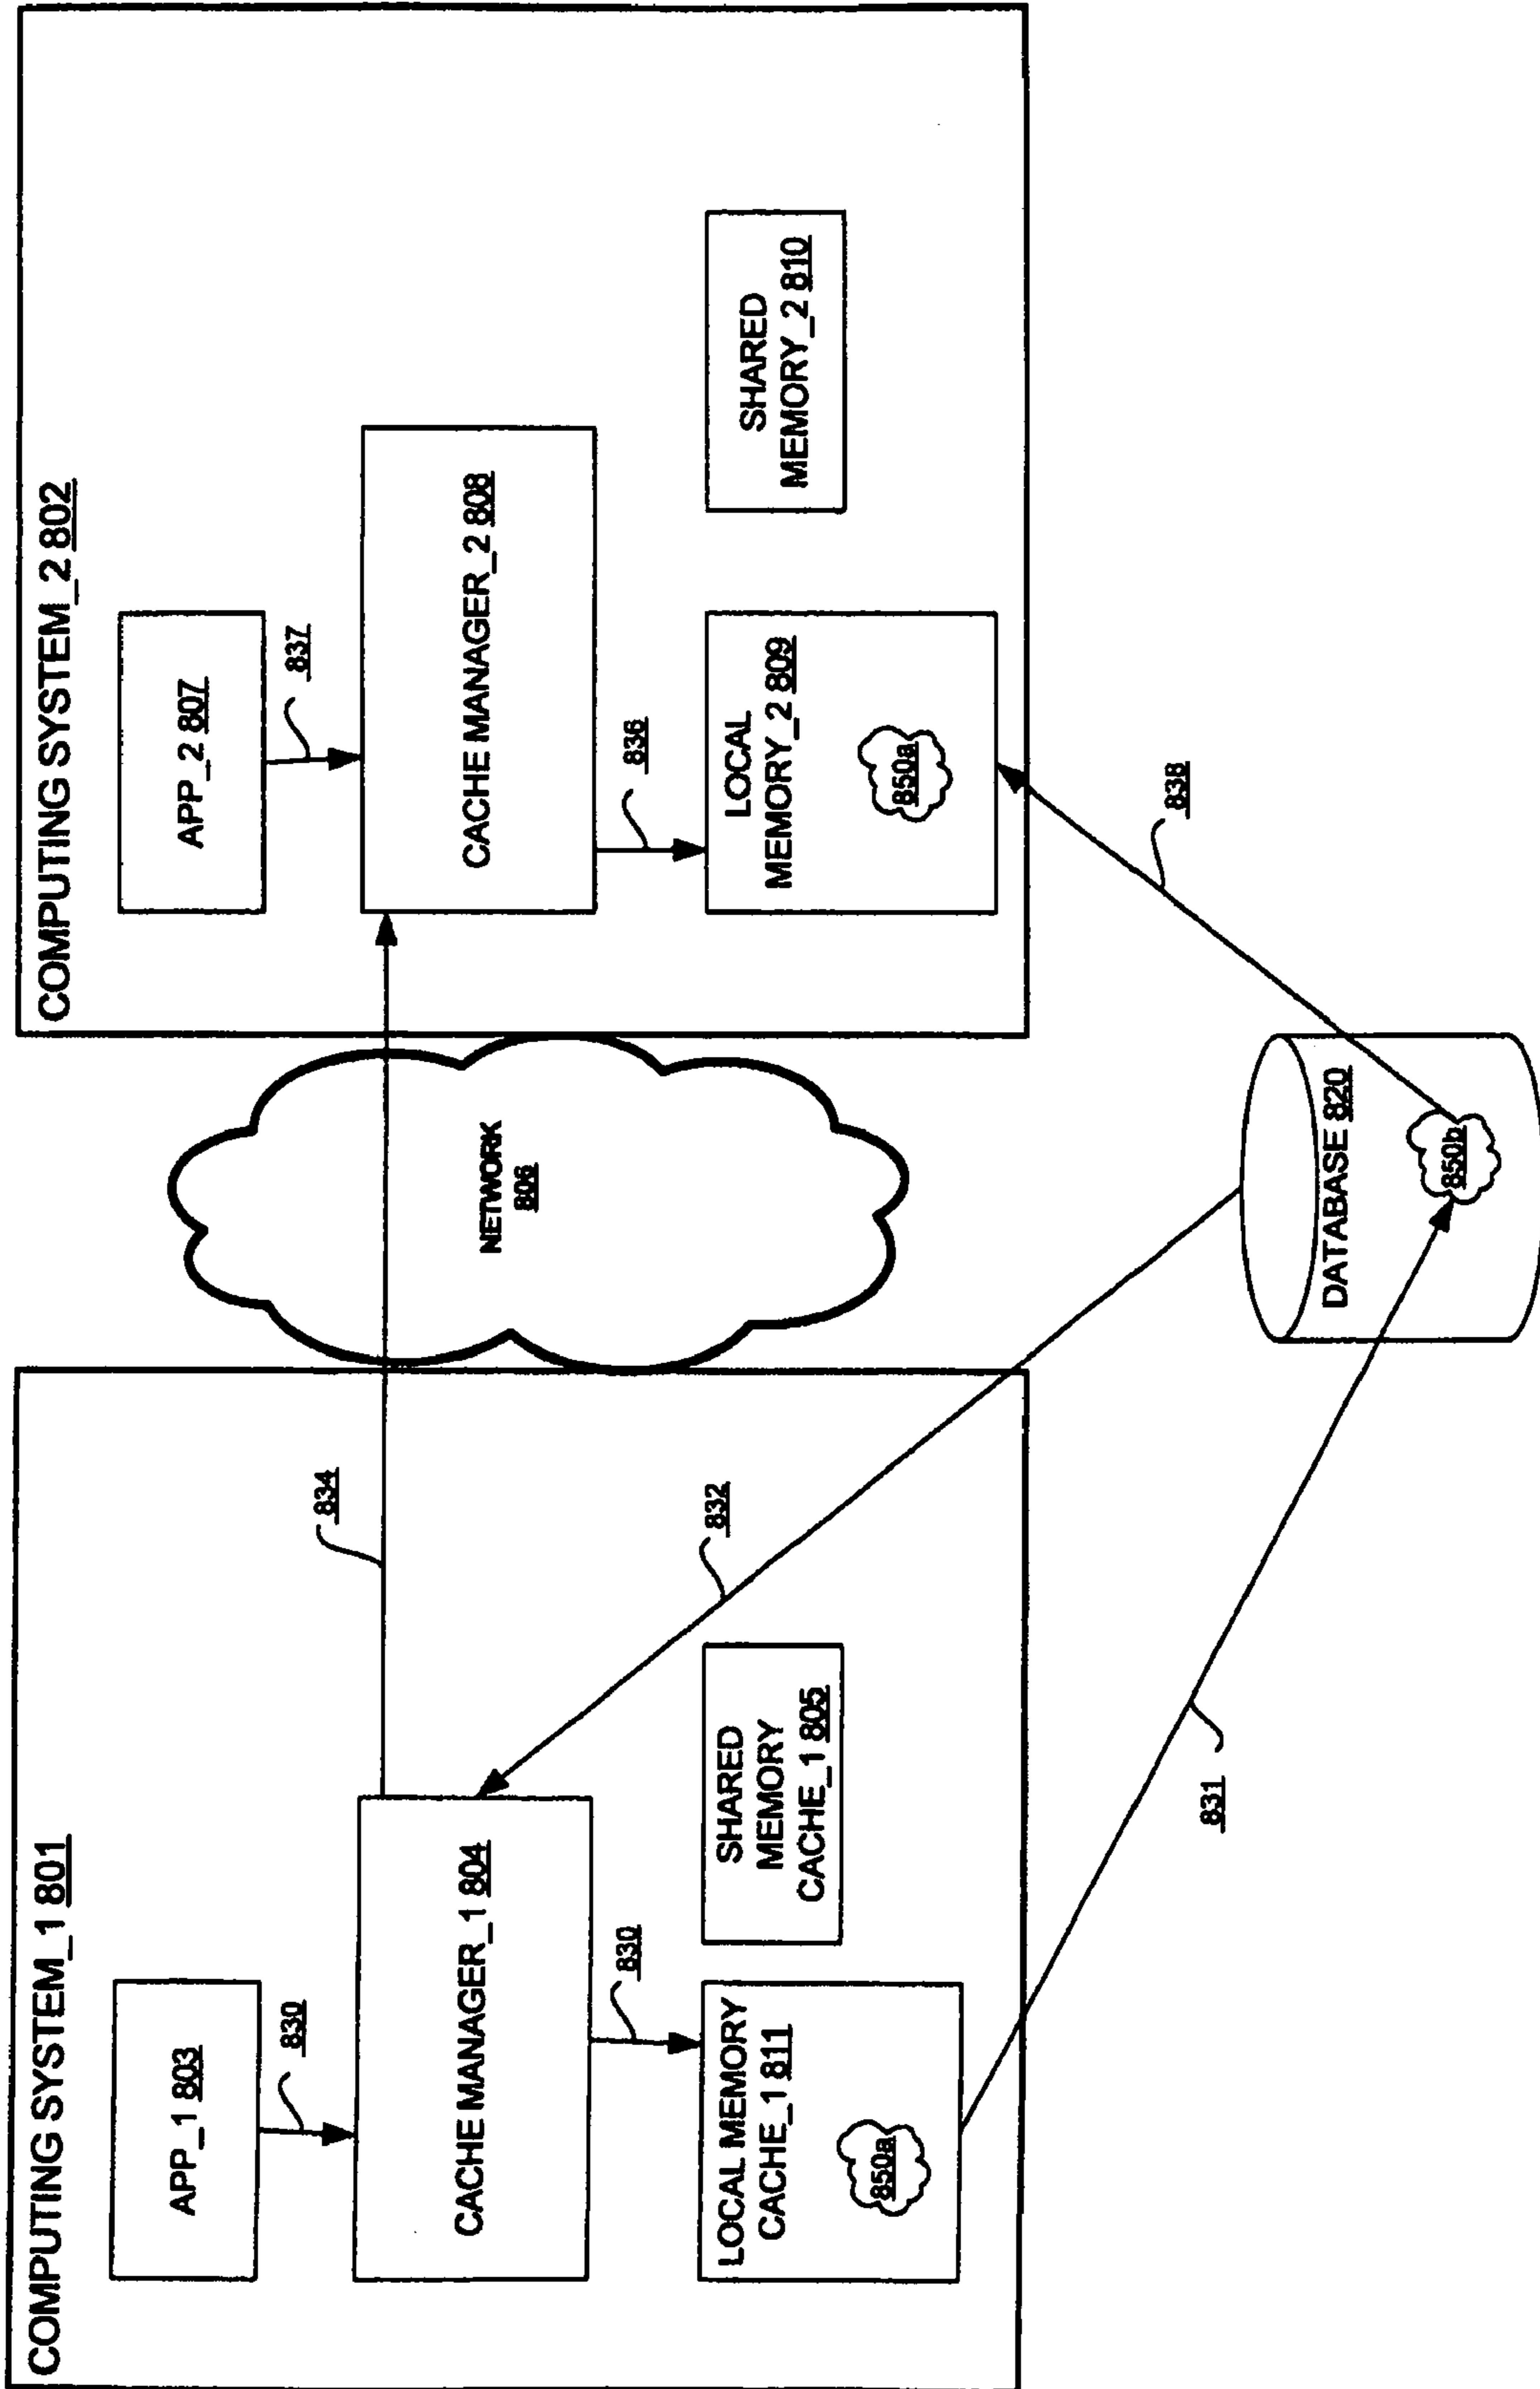 COMPUTING SYSTEM_1 801
APP_1 803
830
CACHE MANAGER_1 804
830
LOCAL MEMORY
CACHE_1 811
850a
SHARED
MEMORY
CACHE_1 805
834
832
831
NETWORK
806
DATABASE 820
850b
COMPUTING SYSTEM_2 802
APP_2 807
837
CACHE MANAGER_2 808
836
LOCAL
MEMORY_2 809
850a
SHARED
MEMORY_2 810
838